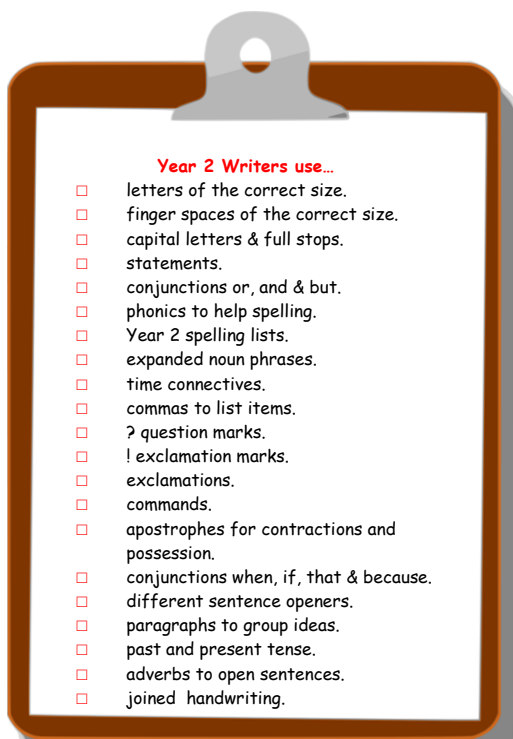 Year 2 Writers use…
letters of the correct size.
finger spaces of the correct size.
capital letters & full stops.
statements.
conjunctions or, and & but.
phonics to help spelling.
Year 2 spelling lists.
expanded noun phrases.
time connectives.
commas to list items.
? question marks.
! exclamation marks.
exclamations.
commands.
apostrophes for contractions and
possession.
conjunctions when, if, that & because.
different sentence openers.
paragraphs to group ideas.
past and present tense.
adverbs to open sentences.
joined handwriting.